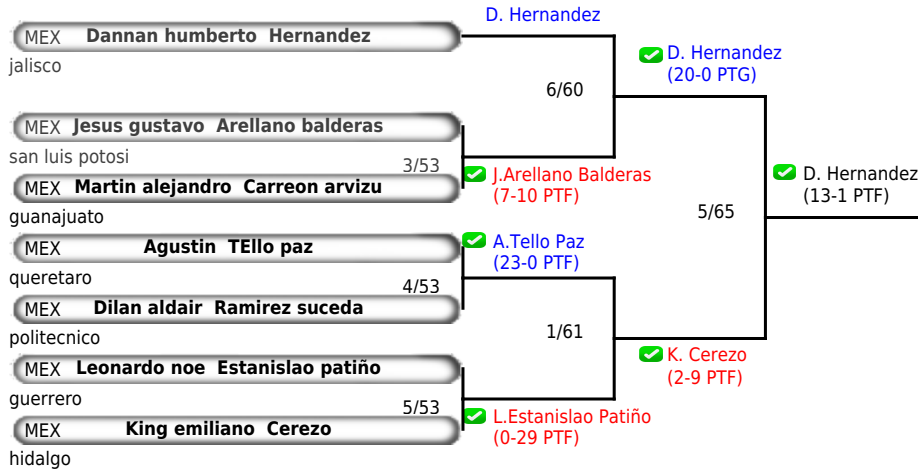 D. Hernandez
MEX Dannan humberto Hernandez
jalisco
D. Hernandez
(20-0 PTG)
6/60
MEX Jesus gustavo Arellano balderas
san luis potosi
3/53
MEX Martin alejandro Carreon arvizu
guanajuato
J.Arellano Balderas
(7-10 PTF)
D. Hernandez
(13-1 PTF)
5/65
MEX Agustin TEllo paz
queretaro
A.Tello Paz
(23-0 PTF)
4/53
MEX Dilan aldair Ramirez suceda
politecnico
1/61
K. Cerezo
(2-9 PTF)
MEX Leonardo noe Estanislao patiño
guerrero
5/53
MEX King emiliano Cerezo
hidalgo
L.Estanislao Patiño
(0-29 PTF)